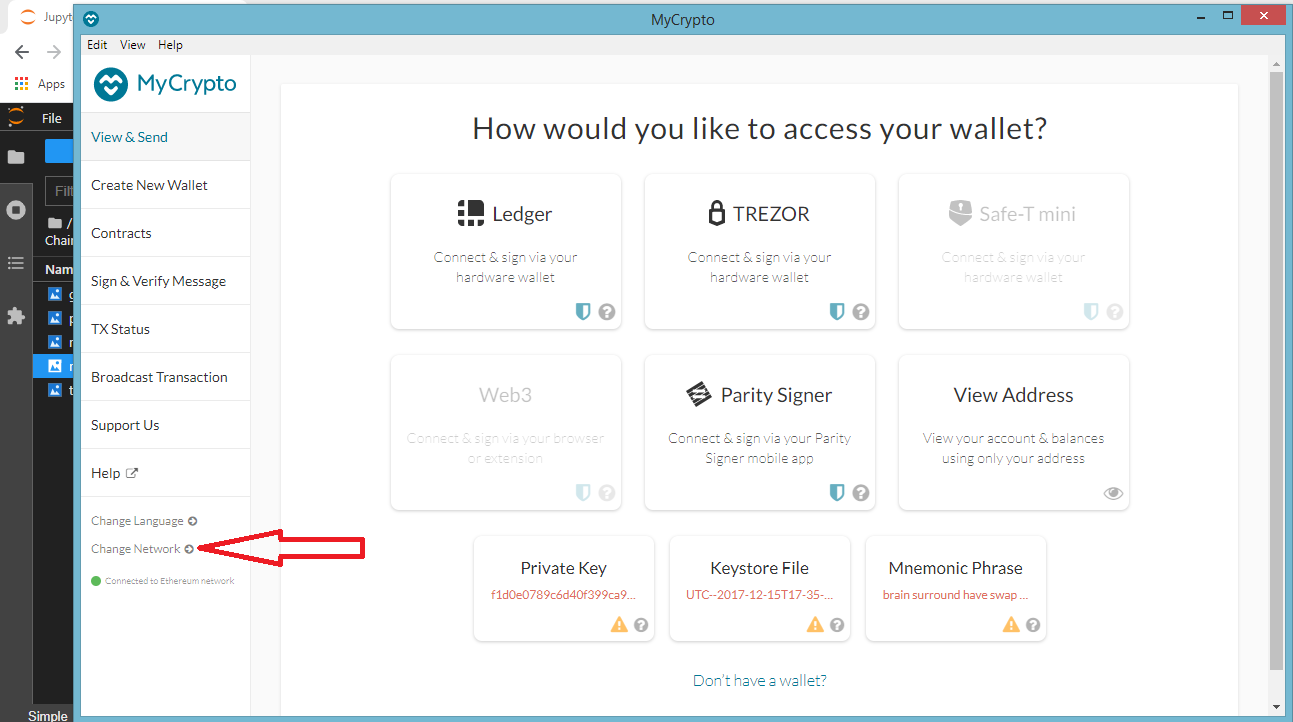 Jupyt
MyCrypto
Edit View Help
Apps
MyCrypto
File
View & Send
How would you like to access your wallet?
Create New Wallet
Filt
Contracts
/
Chain
Nam
Sign & Verify Message
g
p
TX Status
r
r
Broadcast Transaction
t
Support Us
Help
Change Language
Change Network
Connected to Ethereum network
Simple
Ledger
Connect & sign via your
hardware wallet
TREZOR
Connect & sign via your
hardware wallet
Safe-T mini
Connect & sign via your
hardware wallet
Web3
Connect & sign via your browser
or extension
Parity Signer
Connect & sign via your Parity
Signer mobile app
View Address
View your account & balances
using only your address
Private Key
f1d0e0789c6d40f399ca9...
Keystore File
UTC--2017-12-15T17-35-...
Mnemonic Phrase
brain surround have swap ...
Don't have a wallet?